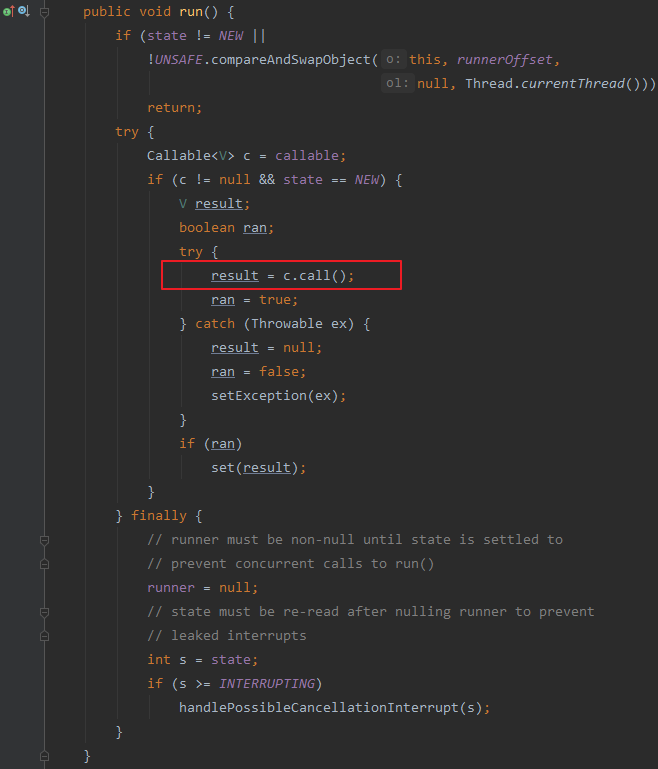 public void run() {
if (state != NEW ||
!UNSAFE.compareAndSwapObject( o: this, runnerOffset,
ol: null, Thread.currentThread()))
return;
try {
Callable<V> c = callable;
if (c != null && state == NEW) {
V result;
boolean ran;
try {
result = c.call();
ran = true;
} catch (Throwable ex) {
result = null;
ran = false;
setException(ex);
}
if (ran)
set(result);
}
} finally {
// runner must be non-null until state is settled to
// prevent concurrent calls to run()
runner = null;
// state must be re-read after nulling runner to prevent
// leaked interrupts
int s = state;
if (s >= INTERRUPTING)
handlePossibleCancellationInterrupt(s);
}
}